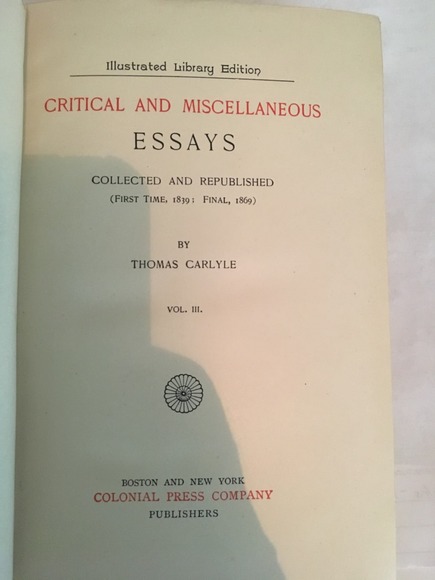 Illustrated Library Edition
CRITICAL AND MISCELLANEOUS
ESSAYS
COLLECTED AND REPUBLISHED
(FIRST TIME, 1839: FINAL, 1869)
BY
THOMAS CARLYLE
VOL. III.
BOSTON AND NEW YORK
COLONIAL PRESS COMPANY
PUBLISHERS